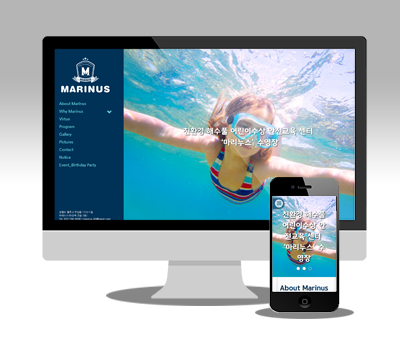 M
MARINUS
About Marinus
Why Marinus
Virtue
Program
Gallery
Pictures
Contact
Notice
Event_Birthday Party
친환경 해수풀 어린이수상 안전교육 센터
'마리누스' 수영장
친환경 해수풀
어린이수상 안
전교육 센터
'마리누스' 수
영장
About Marinus